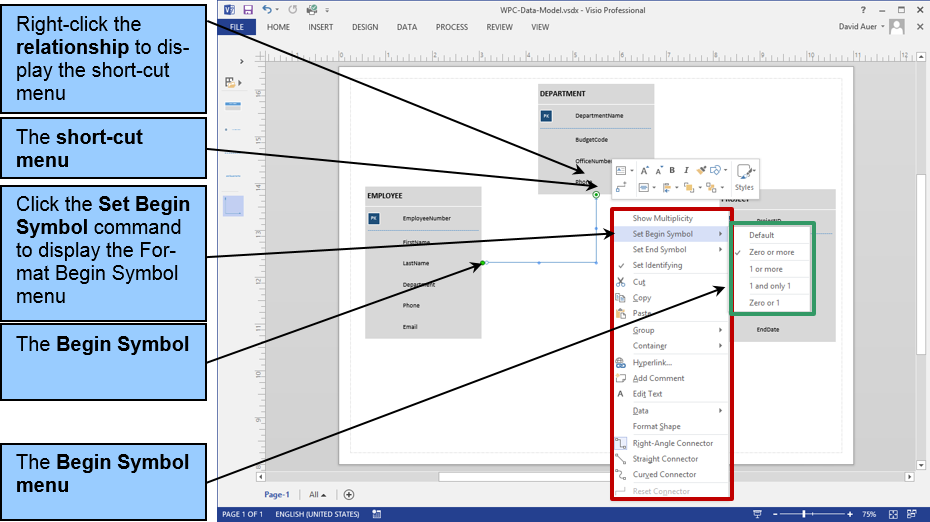 Right-click the
relationship to dis-
play the short-cut
menu
The short-cut
menu
Click the Set Begin
Symbol command
to display the For-
mat Begin Symbol
menu
The Begin Symbol
The Begin Symbol
menu
WPC-Data-Model.vsdx - Visio Professional
FILE HOME INSERT DESIGN DATA PROCESS REVIEW VIEW
David Auer
DEPARTMENT
PK DepartmentName
BudgetCode
OfficeNumber
Phone
EMPLOYEE
PK EmployeeNumber
FirstName
LastName
Department
Phone
Email
PROJECT
ProjectID
EndDate
Styles
Show Multiplicity
Set Begin Symbol
Set End Symbol
Set Identifying
Cut
Copy
Paste
Group
Container
Hyperlink...
Add Comment
Edit Text
Data
Format Shape
Right-Angle Connector
Straight Connector
Curved Connector
Reset Connector
Default
Zero or more
1 or more
1 and only 1
Zero or 1
Page-1 All
PAGE 1 OF 1 ENGLISH (UNITED STATES)
75%